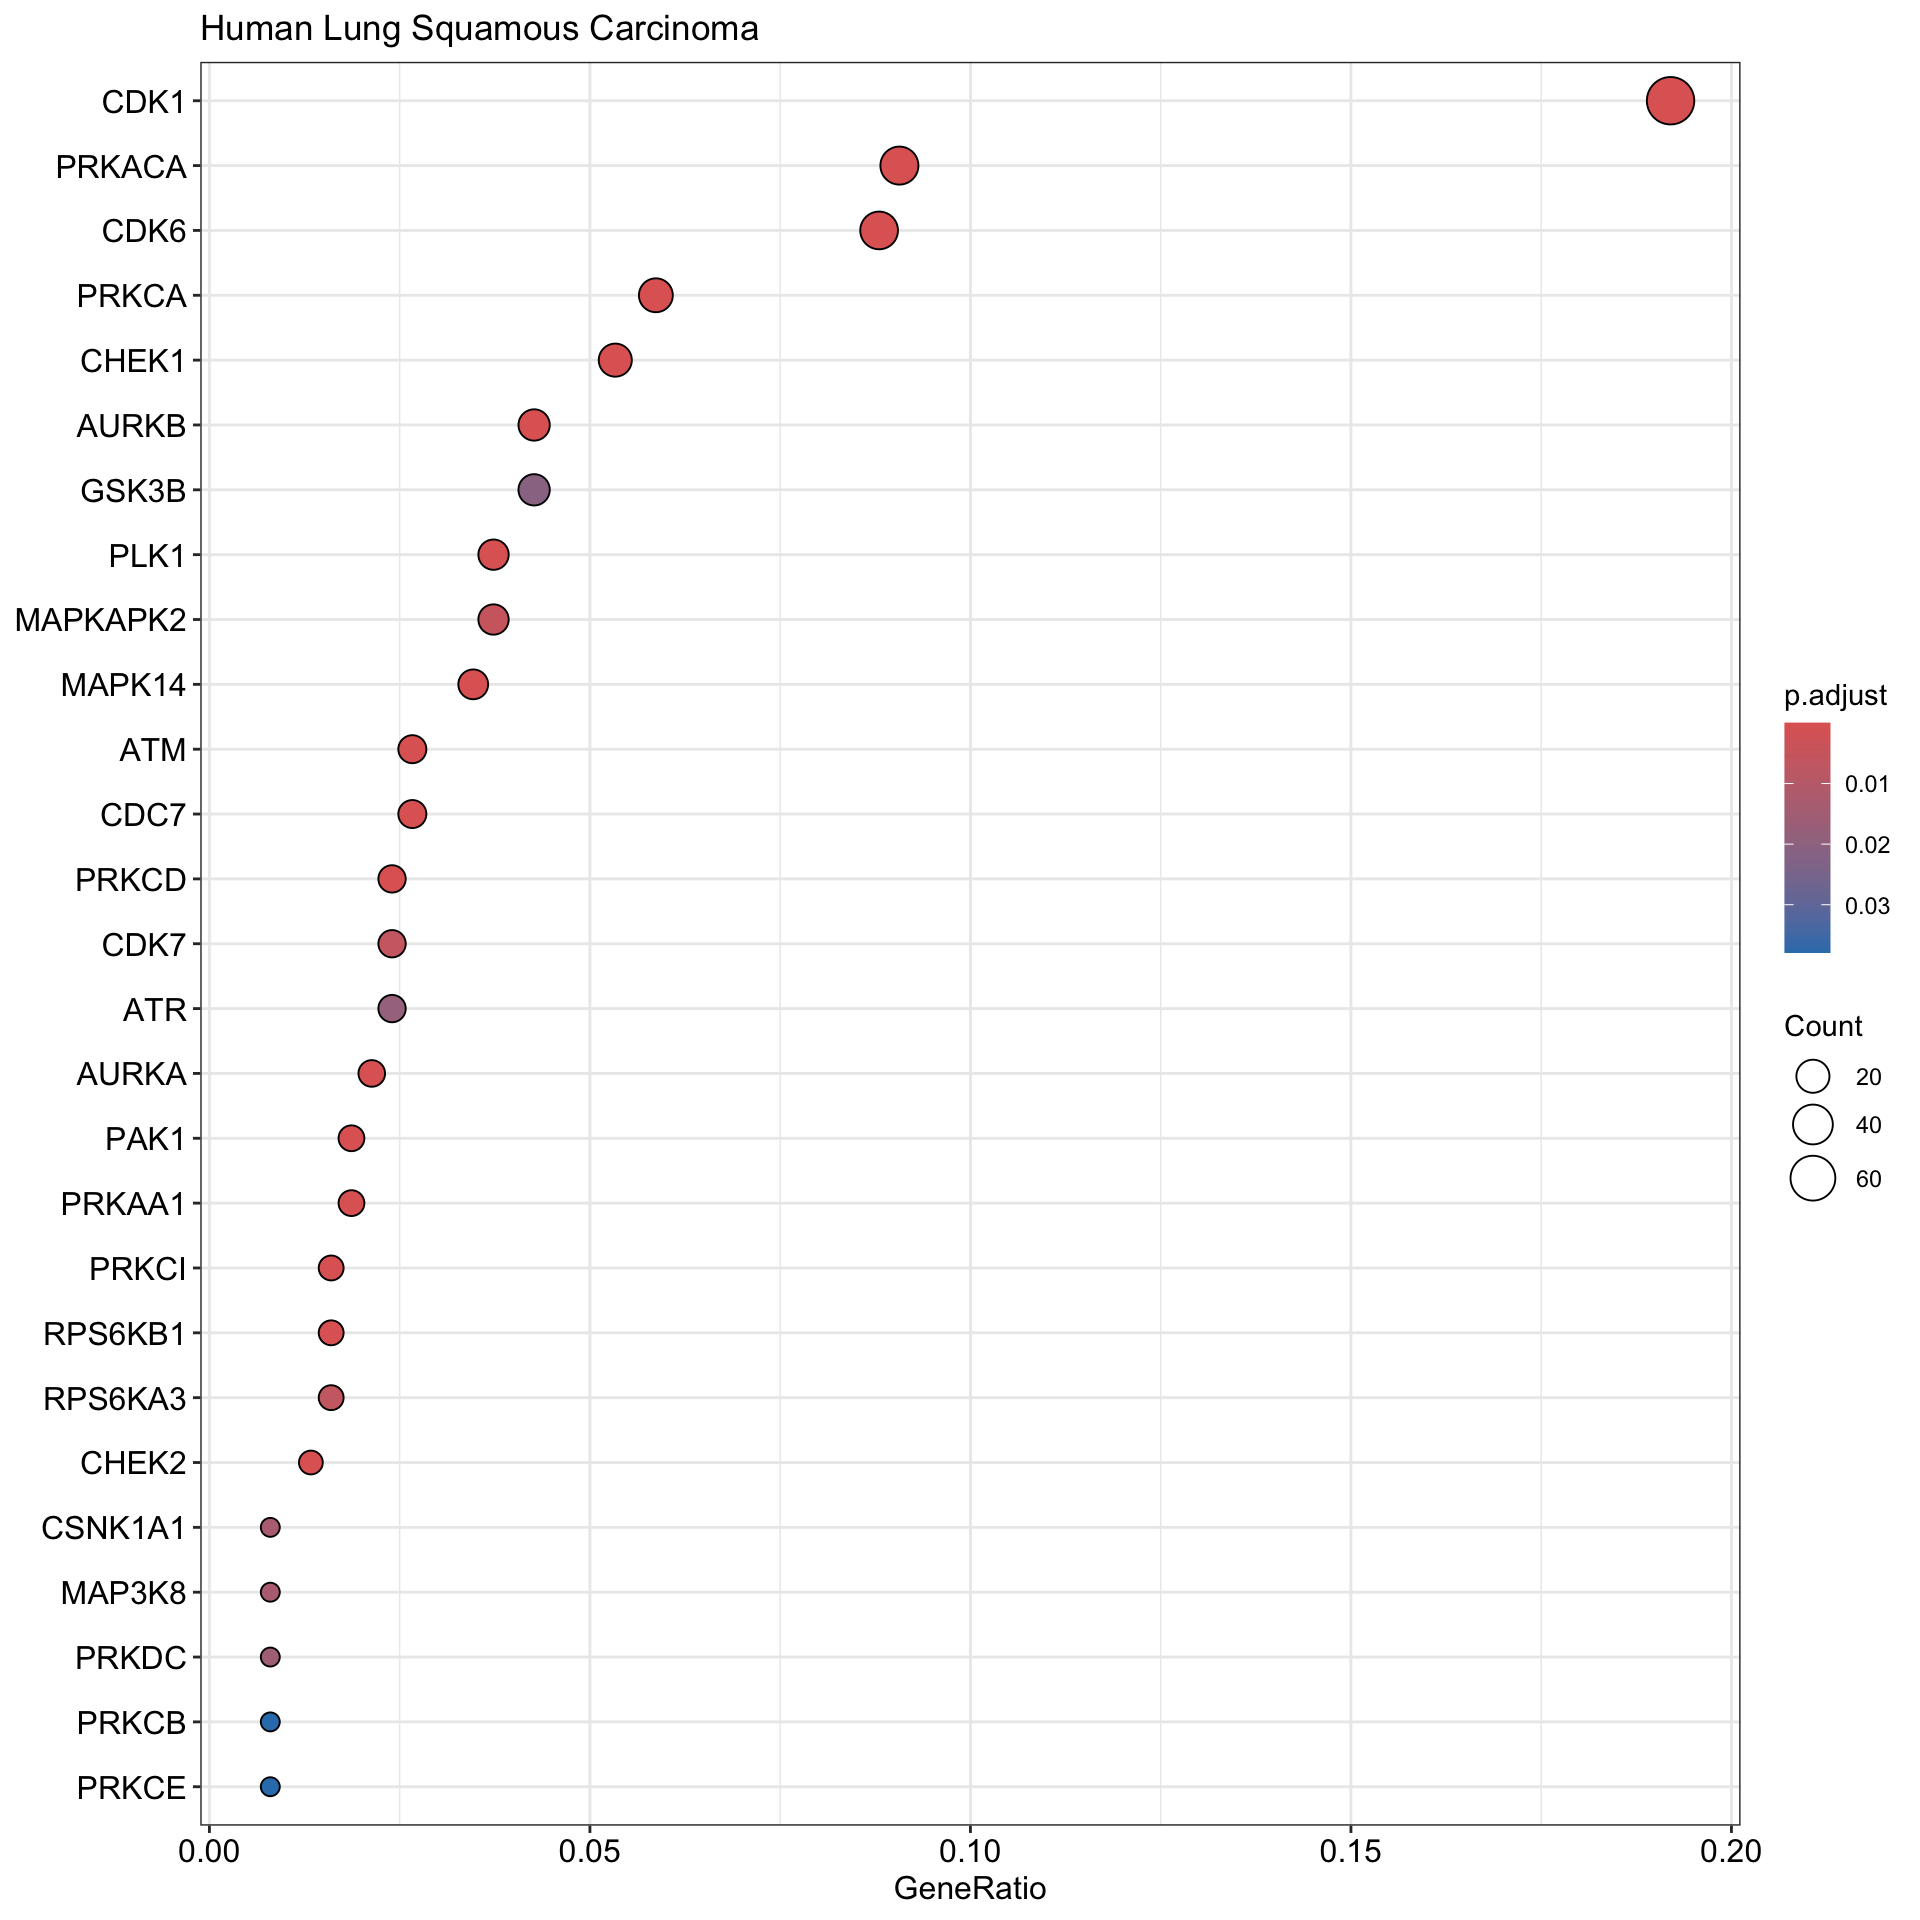 Human Lung Squamous Carcinoma
CDK1
PRKACA
CDK6
PRKCA
CHEK1
AURKB
GSK3B
PLK1
MAPKAPK2
MAPK14
ATM
CDC7
PRKCD
CDK7
ATR
AURKA
PAK1
PRKAA1
PRKCI
RPS6KB1
RPS6KA3
CHEK2
CSNK1A1
MAP3K8
PRKDC
PRKCB
PRKCE
0.00 0.05 0.10 0.15 0.20
GeneRatio
p.adjust
0.01
0.02
0.03
Count
20
40
60